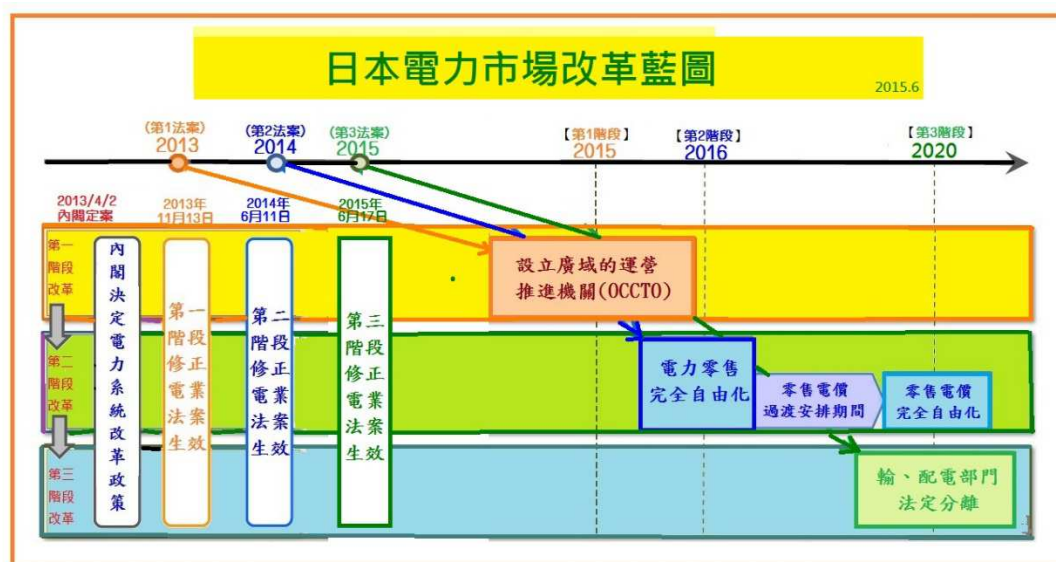 日本電力市場改革藍圖
2015.6
(第1法案)
2013
(第2法案)
2014
(第3法案)
2015
【第1階段】
2015
【第2階段】
2016
【第3階段】
2020
2013/4/2
內閣定案
2013年
11月13日
2014年
6月11日
2015年
6月17日
第一
階段
改革
第二
階段
改革
第三
階段
改革
內閣決定電力系統改革政策
第一階段修正電業法案生效
第二階段修正電業法案生效
第三階段修正電業法案生效
設立廣域的運營
推進機關(OCCTO)
電力零售
完全自由化
零售電價
過渡安排期間
零售電價
完全自由化
輸、配電部門
法定分離